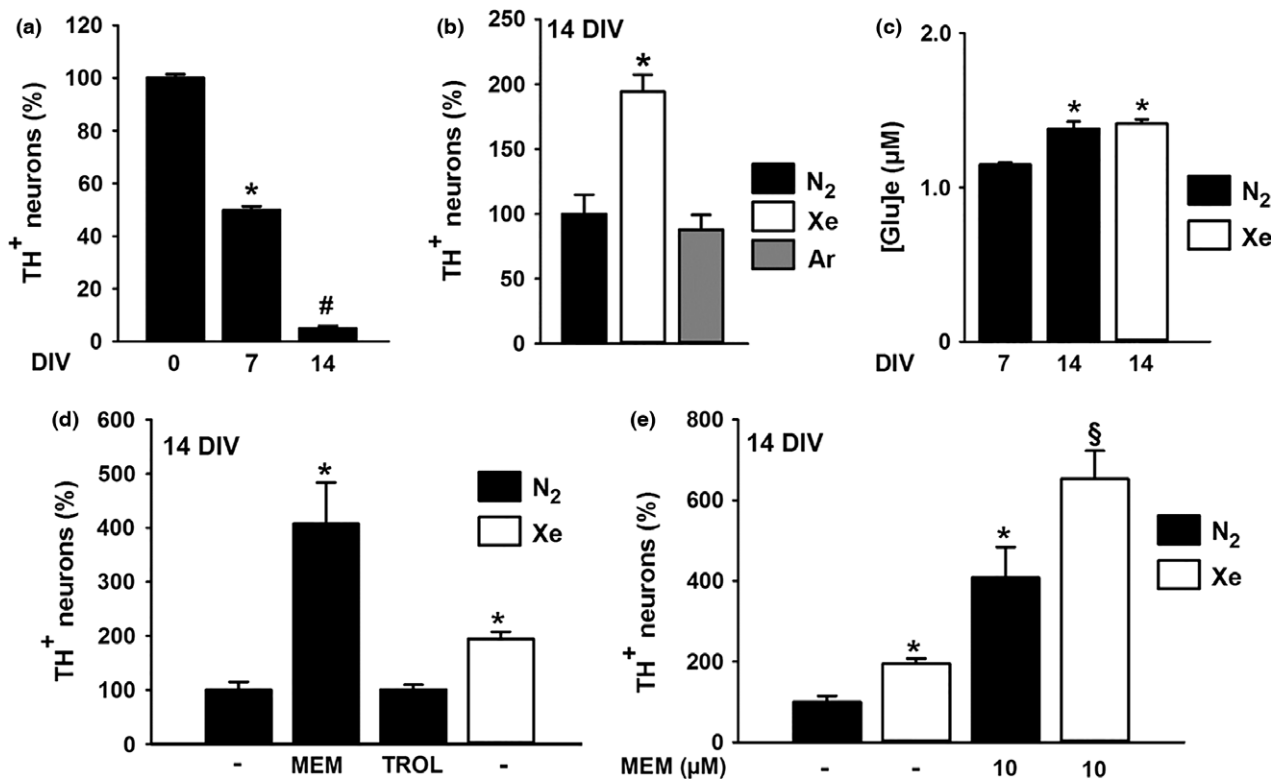 (a)
TH+ neurons (%)
120
100
80
60
40
20
0
*
#
DIV 0 7 14
(b)
14 DIV
TH+ neurons (%)
250
200
150
100
50
0
*
N2
Xe
Ar
(c)
[Glu]e (µM)
2.0
1.0
0
* *
N2
Xe
DIV 7 14 14
(d)
14 DIV
TH+ neurons (%)
600
500
400
300
200
100
0
*
*
N2
Xe
- MEM TROL -
(e)
14 DIV
TH+ neurons (%)
800
600
400
200
0
§
*
*
N2
Xe
MEM (µM) - - 10 10